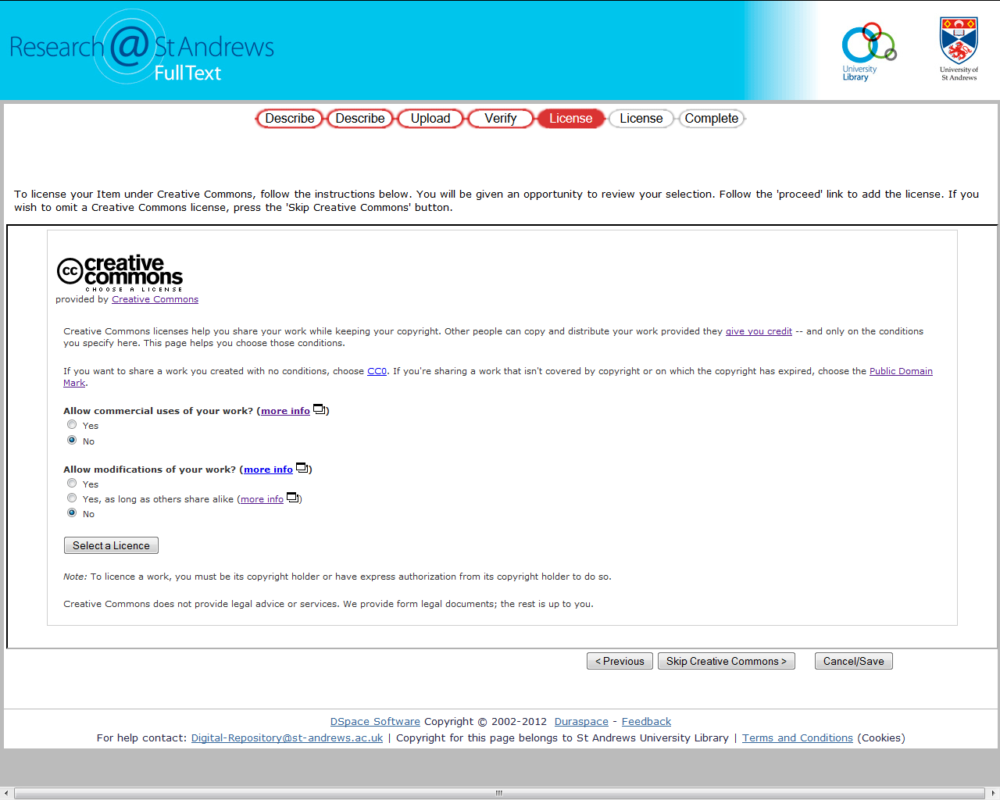 Research @ St Andrews
FullText
University
Library
University of
St Andrews
Describe
Describe
Upload
Verify
License
License
Complete
To license your Item under Creative Commons, follow the instructions below. You will be given an opportunity to review your selection. Follow the 'proceed' link to add the license. If you
wish to omit a Creative Commons license, press the 'Skip Creative Commons' button.
cc creative
commons
CHOOSE A LICENSE
provided by Creative Commons
Creative Commons licenses help you share your work while keeping your copyright. Other people can copy and distribute your work provided they give you credit -- and only on the conditions
you specify here. This page helps you choose those conditions.
If you want to share a work you created with no conditions, choose CC0. If you're sharing a work that isn't covered by copyright or on which the copyright has expired, choose the Public Domain
Mark.
Allow commercial uses of your work? (more info )
Yes
No
Allow modifications of your work? (more info )
Yes
Yes, as long as others share alike (more info )
No
Select a Licence
Note: To licence a work, you must be its copyright holder or have express authorization from its copyright holder to do so.
Creative Commons does not provide legal advice or services. We provide form legal documents; the rest is up to you.
< Previous
Skip Creative Commons >
Cancel/Save
DSpace Software Copyright © 2002-2012 Duraspace - Feedback
For help contact: Digital-Repository@st-andrews.ac.uk | Copyright for this page belongs to St Andrews University Library | Terms and Conditions (Cookies)